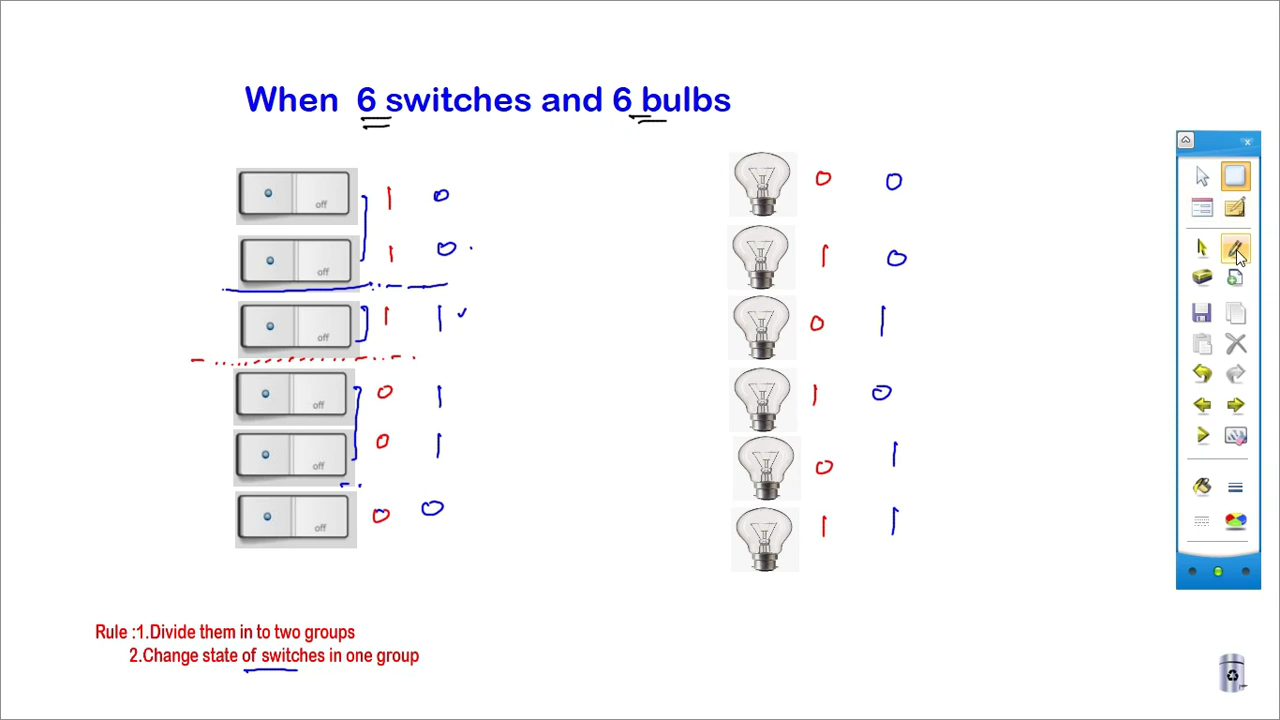 When 6 switches and 6 bulbs
off 1 0 0 0
off 1 0 1 0
off 1 1 0 1
off 0 1 1 0
off 0 1 0 1
off 0 0 1 1
Rule :1.Divide them in to two groups
2.Change state of switches in one group